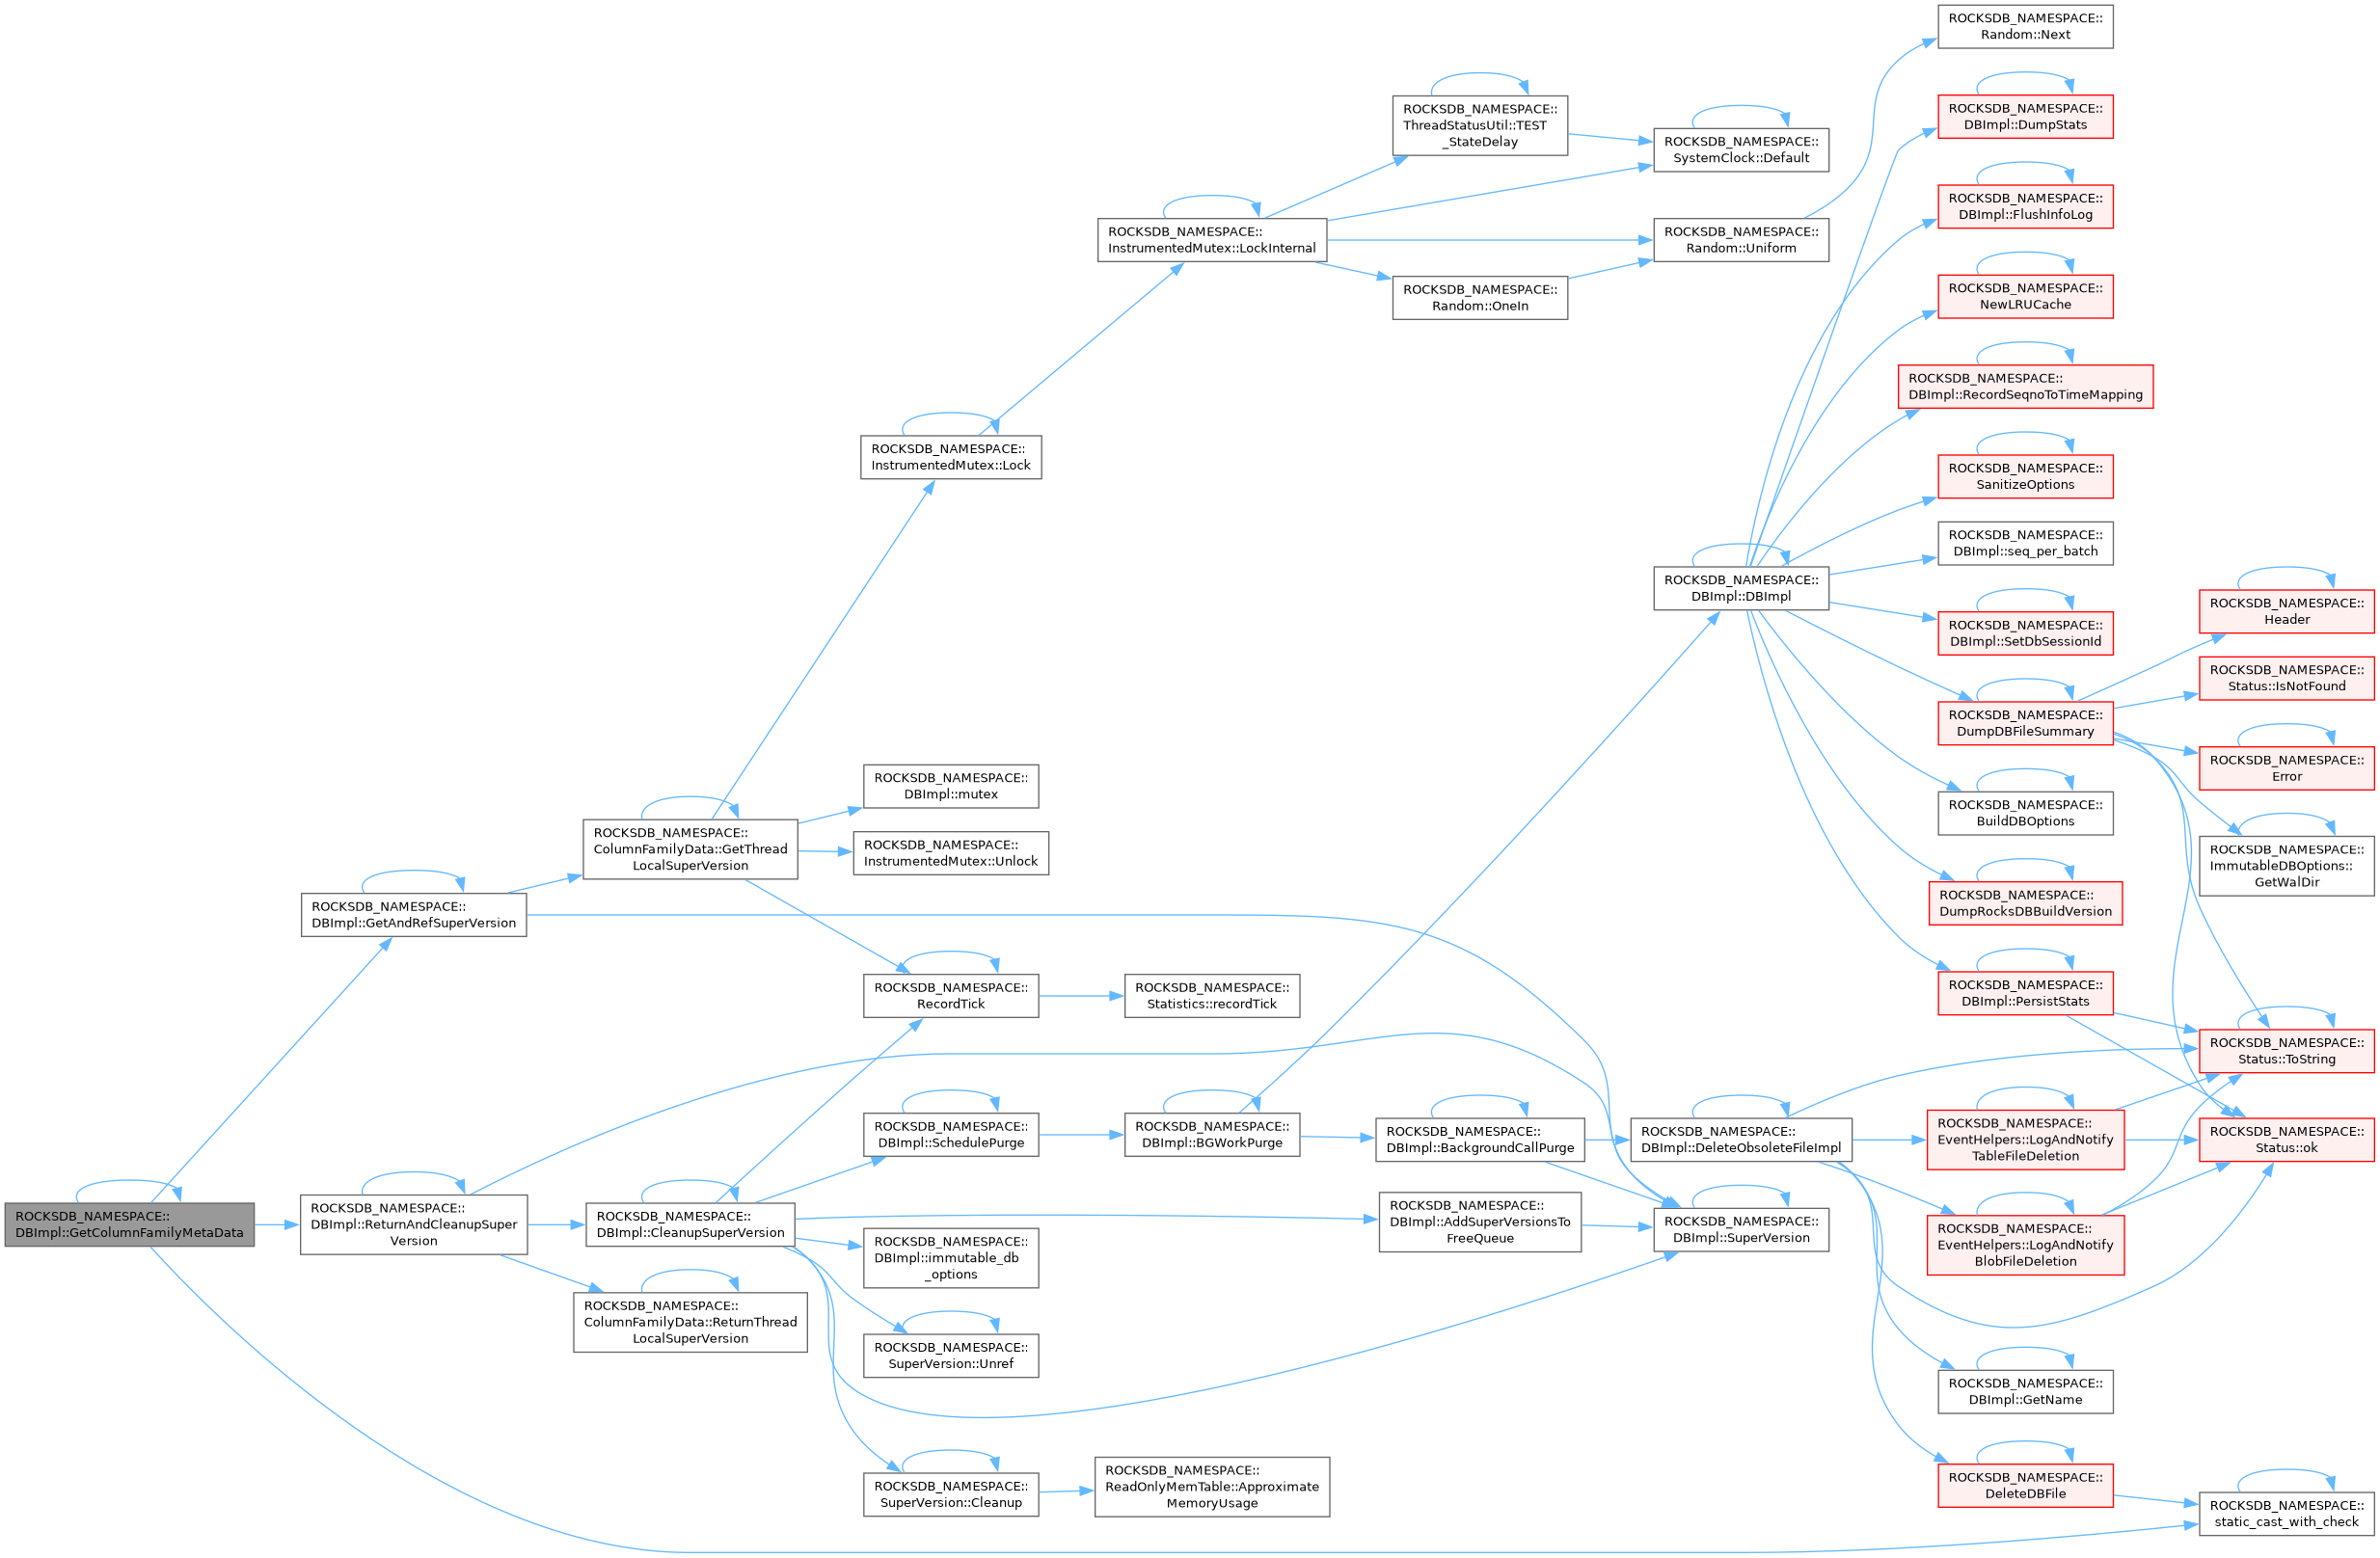 ROCKSDB_NAMESPACE::
DBImpl::GetColumnFamilyMetaData
ROCKSDB_NAMESPACE::
DBImpl::GetAndRefSuperVersion
ROCKSDB_NAMESPACE::
DBImpl::ReturnAndCleanupSuper
Version
ROCKSDB_NAMESPACE::
ColumnFamilyData::GetThread
LocalSuperVersion
ROCKSDB_NAMESPACE::
DBImpl::CleanupSuperVersion
ROCKSDB_NAMESPACE::
ColumnFamilyData::ReturnThread
LocalSuperVersion
ROCKSDB_NAMESPACE::
InstrumentedMutex::Lock
ROCKSDB_NAMESPACE::
DBImpl::mutex
ROCKSDB_NAMESPACE::
InstrumentedMutex::Unlock
ROCKSDB_NAMESPACE::
RecordTick
ROCKSDB_NAMESPACE::
DBImpl::SchedulePurge
ROCKSDB_NAMESPACE::
DBImpl::immutable_db
_options
ROCKSDB_NAMESPACE::
SuperVersion::Unref
ROCKSDB_NAMESPACE::
SuperVersion::Cleanup
ROCKSDB_NAMESPACE::
InstrumentedMutex::LockInternal
ROCKSDB_NAMESPACE::
Statistics::recordTick
ROCKSDB_NAMESPACE::
DBImpl::BGWorkPurge
ROCKSDB_NAMESPACE::
ReadOnlyMemTable::Approximate
MemoryUsage
ROCKSDB_NAMESPACE::
ThreadStatusUtil::TEST
_StateDelay
ROCKSDB_NAMESPACE::
Random::OneIn
ROCKSDB_NAMESPACE::
DBImpl::BackgroundCallPurge
ROCKSDB_NAMESPACE::
DBImpl::AddSuperVersionsTo
FreeQueue
ROCKSDB_NAMESPACE::
SystemClock::Default
ROCKSDB_NAMESPACE::
Random::Uniform
ROCKSDB_NAMESPACE::
DBImpl::DBImpl
ROCKSDB_NAMESPACE::
DBImpl::DeleteObsoleteFileImpl
ROCKSDB_NAMESPACE::
DBImpl::SuperVersion
ROCKSDB_NAMESPACE::
Random::Next
ROCKSDB_NAMESPACE::
DBImpl::DumpStats
ROCKSDB_NAMESPACE::
DBImpl::FlushInfoLog
ROCKSDB_NAMESPACE::
NewLRUCache
ROCKSDB_NAMESPACE::
DBImpl::RecordSeqnoToTimeMapping
ROCKSDB_NAMESPACE::
SanitizeOptions
ROCKSDB_NAMESPACE::
DBImpl::seq_per_batch
ROCKSDB_NAMESPACE::
DBImpl::SetDbSessionId
ROCKSDB_NAMESPACE::
DumpDBFileSummary
ROCKSDB_NAMESPACE::
BuildDBOptions
ROCKSDB_NAMESPACE::
DumpRocksDBBuildVersion
ROCKSDB_NAMESPACE::
DBImpl::PersistStats
ROCKSDB_NAMESPACE::
EventHelpers::LogAndNotify
TableFileDeletion
ROCKSDB_NAMESPACE::
EventHelpers::LogAndNotify
BlobFileDeletion
ROCKSDB_NAMESPACE::
DBImpl::GetName
ROCKSDB_NAMESPACE::
DeleteDBFile
ROCKSDB_NAMESPACE::
Header
ROCKSDB_NAMESPACE::
Status::IsNotFound
ROCKSDB_NAMESPACE::
Error
ROCKSDB_NAMESPACE::
ImmutableDBOptions::
GetWalDir
ROCKSDB_NAMESPACE::
Status::ToString
ROCKSDB_NAMESPACE::
Status::ok
ROCKSDB_NAMESPACE::
static_cast_with_check